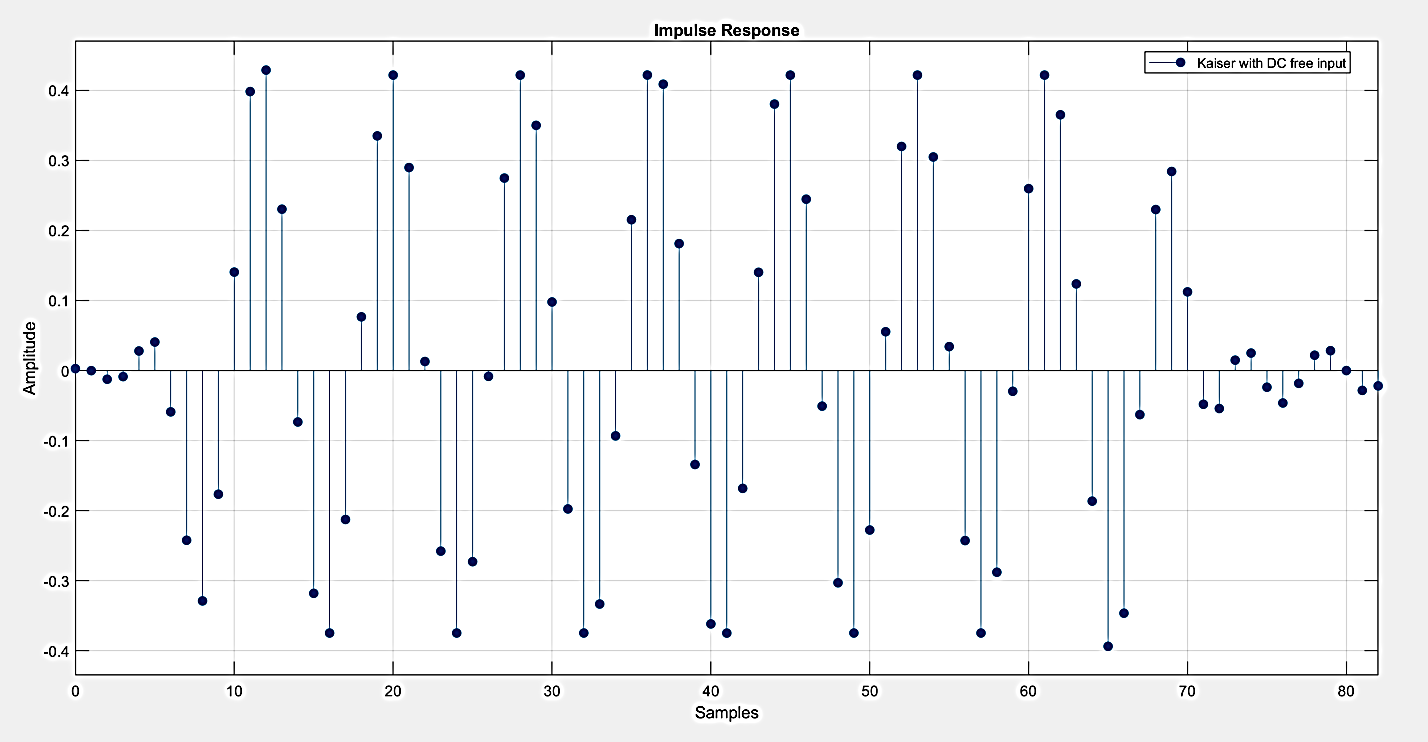 Impulse Response
Kaiser with DC free input
0.4
0.3
0.2
0.1
0
-0.1
-0.2
-0.3
-0.4
Amplitude
0 10 20 30 40 50 60 70 80
Samples